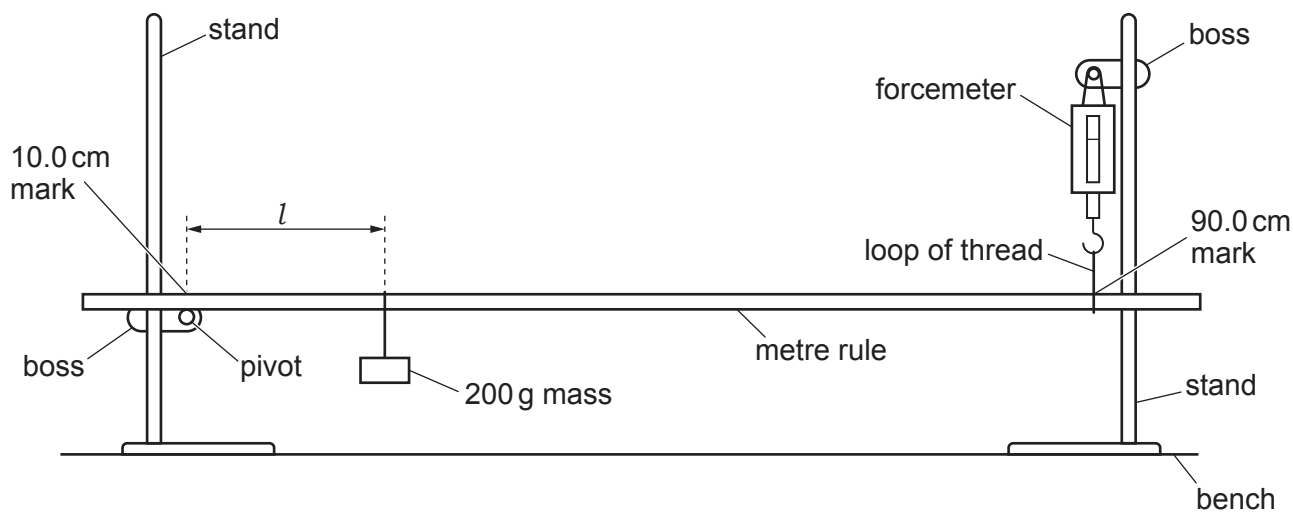 stand
boss
forcemeter
10.0 cm
mark
l
90.0 cm
mark
loop of thread
boss
pivot
metre rule
200 g mass
stand
bench